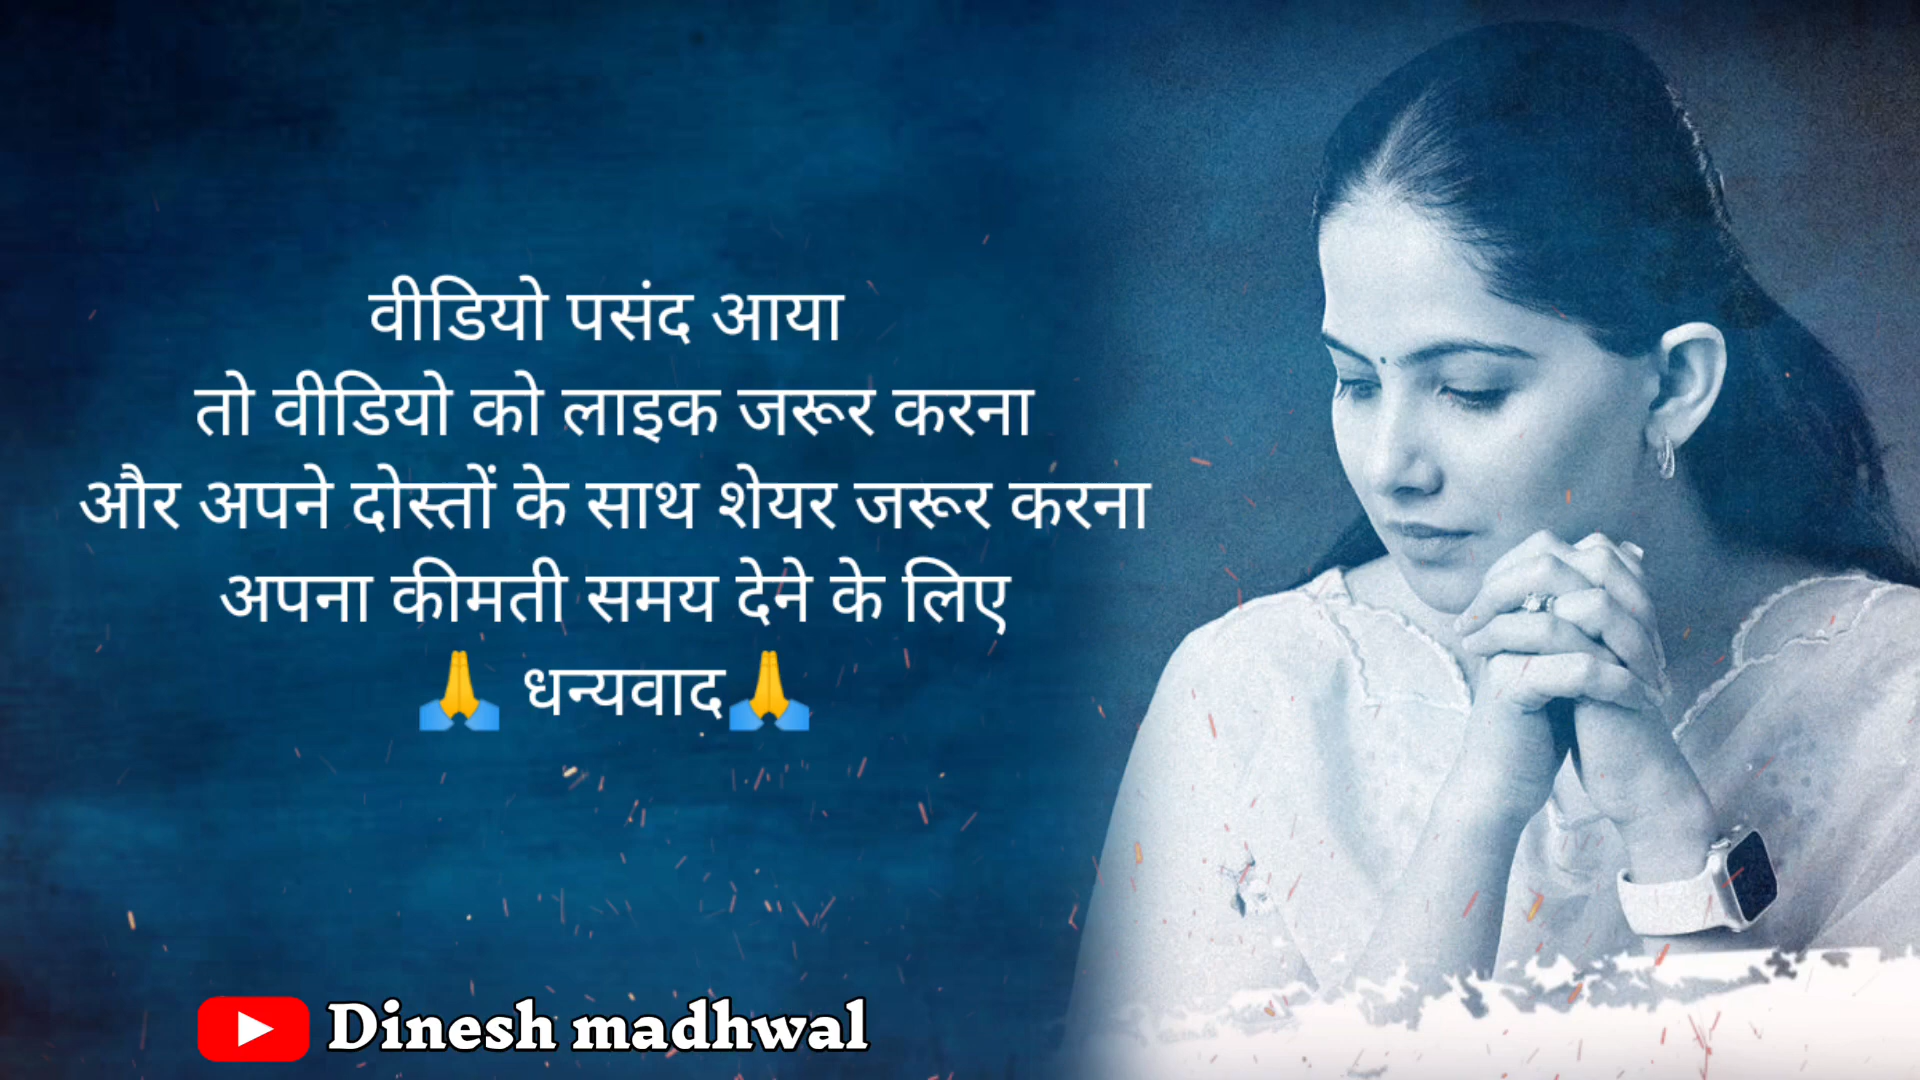 वीडियो पसंद आया
तो वीडियो को लाइक जरूर करना
और अपने दोस्तों के साथ शेयर जरूर करना
अपना कीमती समय देने के लिए
🙏 धन्यवाद🙏
Dinesh madhwal